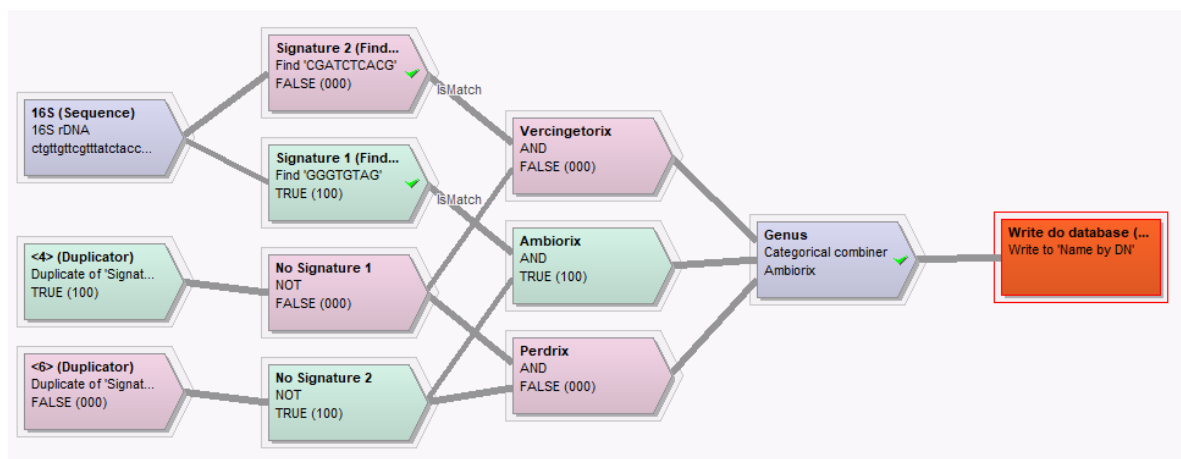 16S (Sequence)
16S rDNA
ctgttgttcgtttatctacc...
<4> (Duplicator)
Duplicate of 'Signat...
TRUE (100)
<6> (Duplicator)
Duplicate of 'Signat...
FALSE (000)
Signature 2 (Find...
Find 'CGATCTCACG'
FALSE (000)
IsMatch
Signature 1 (Find...
Find 'GGGTGTAG'
TRUE (100)
IsMatch
No Signature 1
NOT
FALSE (000)
No Signature 2
NOT
TRUE (100)
Vercingetorix
AND
FALSE (000)
Ambiorix
AND
TRUE (100)
Perdrix
AND
FALSE (000)
Genus
Categorical combiner
Ambiorix
Write do database (...
Write to 'Name by DN'